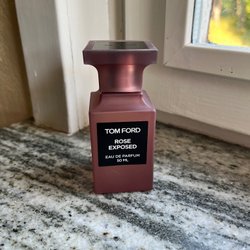 TOM FORD
ROSE
EXPOSED
EAU DE PARFUM
50 ML